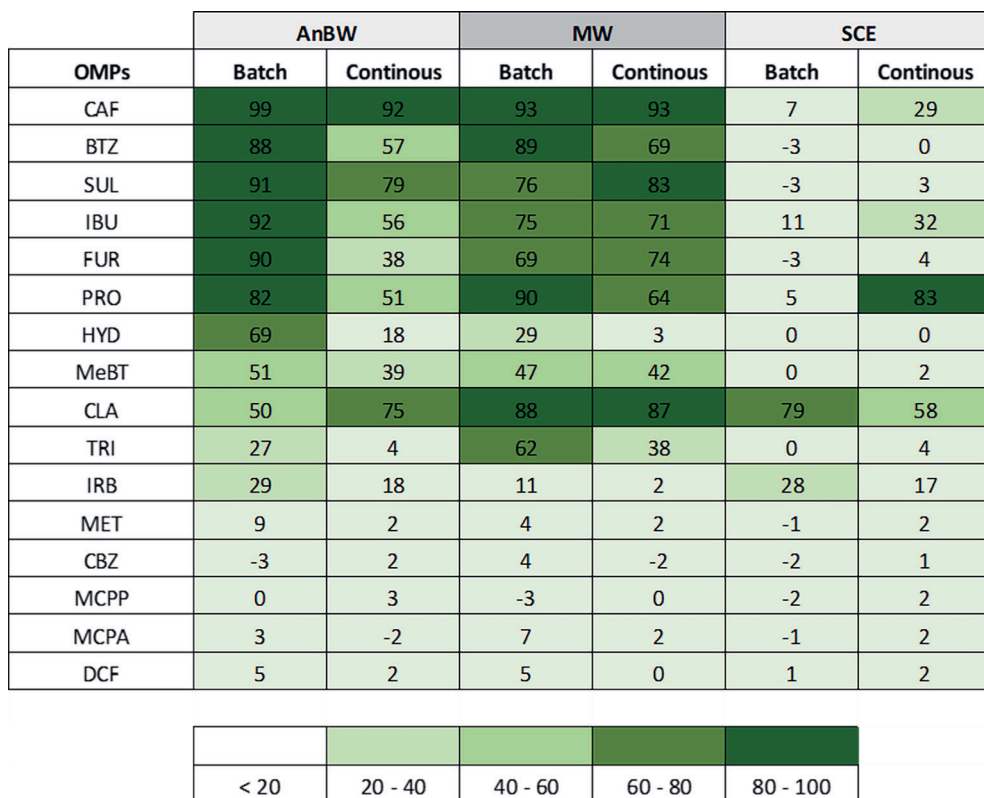 AnBW MW SCE
OMPs Batch Continous Batch Continous Batch Continous
CAF 99 92 93 93 7 29
BTZ 88 57 89 69 -3 0
SUL 91 79 76 83 -3 3
IBU 92 56 75 71 11 32
FUR 90 38 69 74 -3 4
PRO 82 51 90 64 5 83
HYD 69 18 29 3 0 0
MeBT 51 39 47 42 0 2
CLA 50 75 88 87 79 58
TRI 27 4 62 38 0 4
IRB 29 18 11 2 28 17
MET 9 2 4 2 -1 2
CBZ -3 2 4 -2 -2 1
MCPP 0 3 -3 0 -2 2
MCPA 3 -2 7 2 -1 2
DCF 5 2 5 0 1 2
< 20 20 - 40 40 - 60 60 - 80 80 - 100